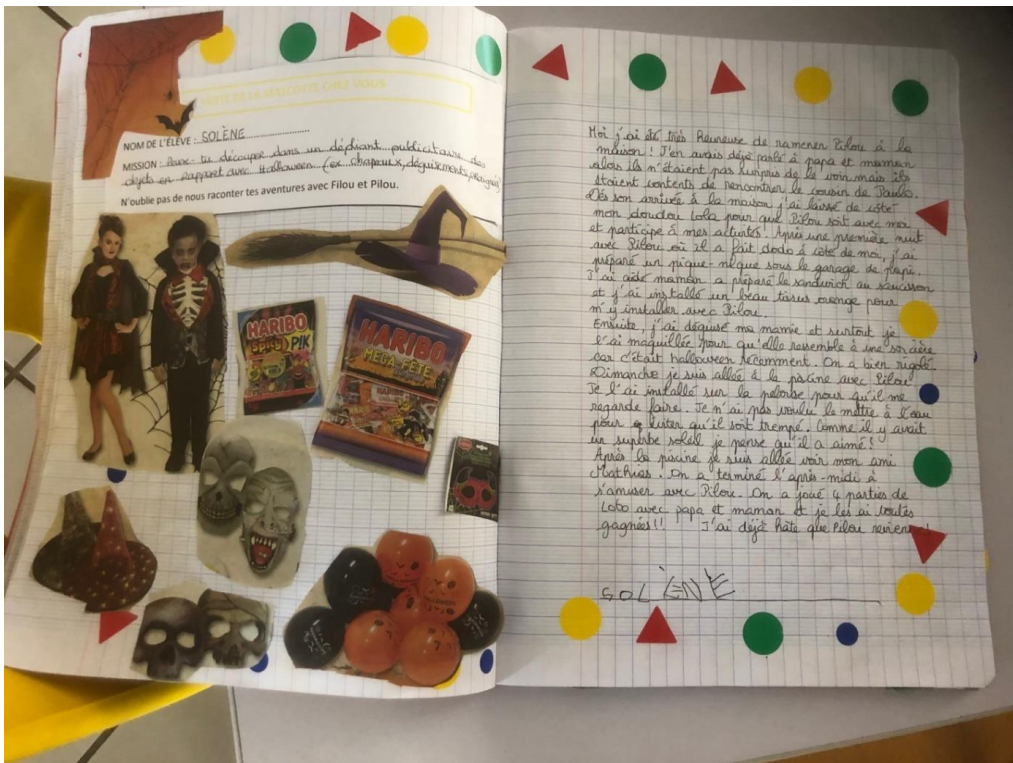 VISITE DE LA MASCOTTE CHEZ VOUS
NOM DE L'ÉLÈVE : SOLÈNE
MISSION : Peux-tu découper dans un dépliant publicitaire des
objets en rapport avec Halloween (ex chapeaux, déguisements, araignées)
N'oublie pas de nous raconter tes aventures avec Filou et Pilou.
HARIBO
PIK
HARIBO
MEGA FÊTE
HALLOWEEN
Moi j'ai été très heureuse de ramener Pilou à la
maison ! J'en avais déjà parlé à papa et maman
alors ils n'étaient pas surpris de le voir mais ils
étaient contents de rencontrer le cousin de Paulo.
Dès son arrivée à la maison j'ai laissé de côté
mon doudou Lola pour que Pilou soit avec moi
et participe à mes activités ! Après une première nuit
avec Pilou où il a fait dodo à côté de moi, j'ai
préparé un pique-nique sous le garage de papi.
J'ai aidé maman a préparé le sandwich au saucisson
et j'ai installé un beau tissus orange pour
m'y installer avec Pilou.
Ensuite, j'ai déguisé ma mamie et surtout je
l'ai maquillée pour qu'elle ressemble à une sorcière
car c'était halloween récemment. On a bien rigolé.
Dimanche je suis allée à la piscine avec Pilou.
Je l'ai installé sur la pelouse pour qu'il me
regarde faire. Je n'ai pas voulu le mettre à l'eau
pour éviter qu'il soit trempé. Comme il y avait
un superbe soleil je pense qu'il a aimé !
Après la piscine je suis allée voir mon ami
Mathias. On a terminé l'après-midi à
s'amuser avec Pilou. On a joué 4 parties de
Loto avec papa et maman et je les ai toutes
gagnées !! J'ai déjà hâte que Pilou revienne !
SOLÈNE